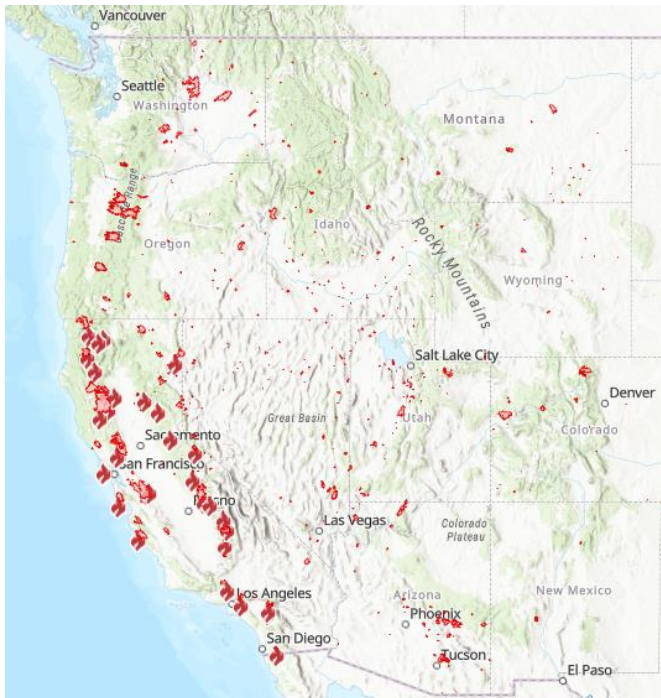 Vancouver
Seattle
Washington
Montana
Cascade Range
Oregon
Idaho
Rocky Mountains
Wyoming
Salt Lake City
Great Basin
Utah
Denver
Colorado
Sacramento
San Francisco
Las Vegas
Colorado
Plateau
Los Angeles
Arizona
New Mexico
Phoenix
San Diego
Tucson
El Paso